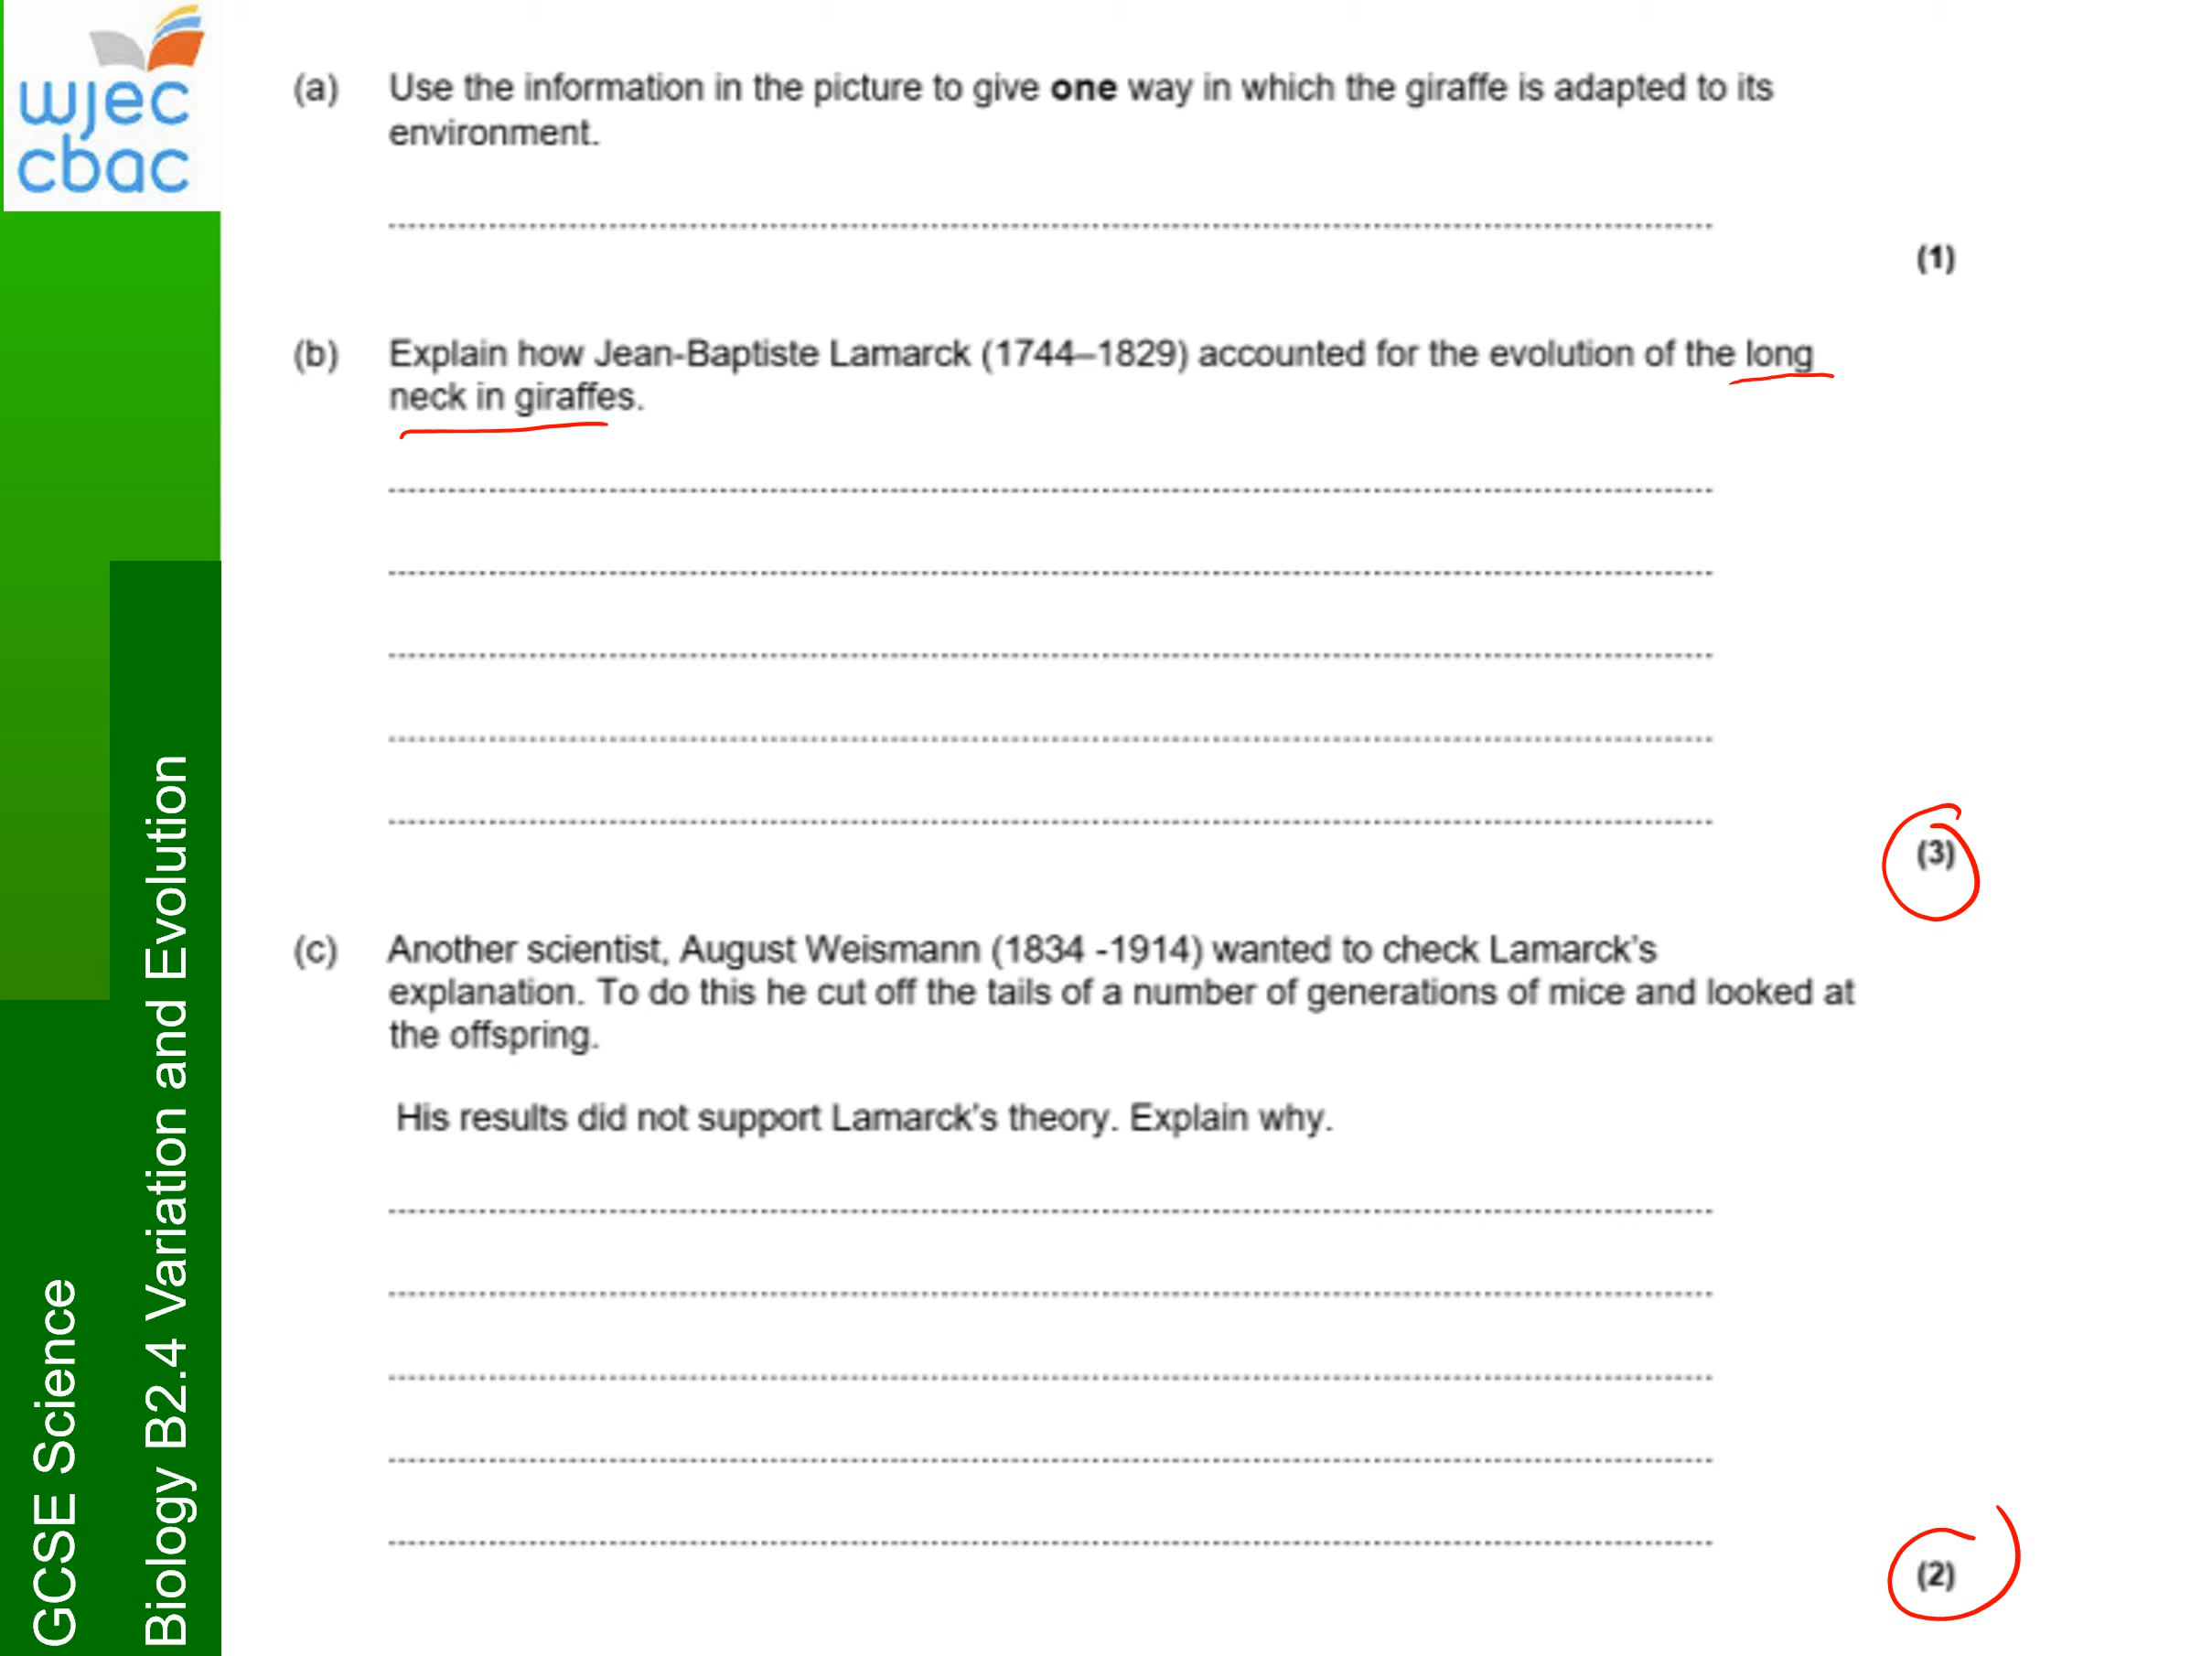 wjec
cbac
(a) Use the information in the picture to give one way in which the giraffe is adapted to its
environment.
(1)
(b) Explain how Jean-Baptiste Lamarck (1744–1829) accounted for the evolution of the long
neck in giraffes.
(3)
(c) Another scientist, August Weismann (1834 -1914) wanted to check Lamarck's
explanation. To do this he cut off the tails of a number of generations of mice and looked at
the offspring.
His results did not support Lamarck's theory. Explain why.
(2)
GCSE Science
Biology B2.4 Variation and Evolution